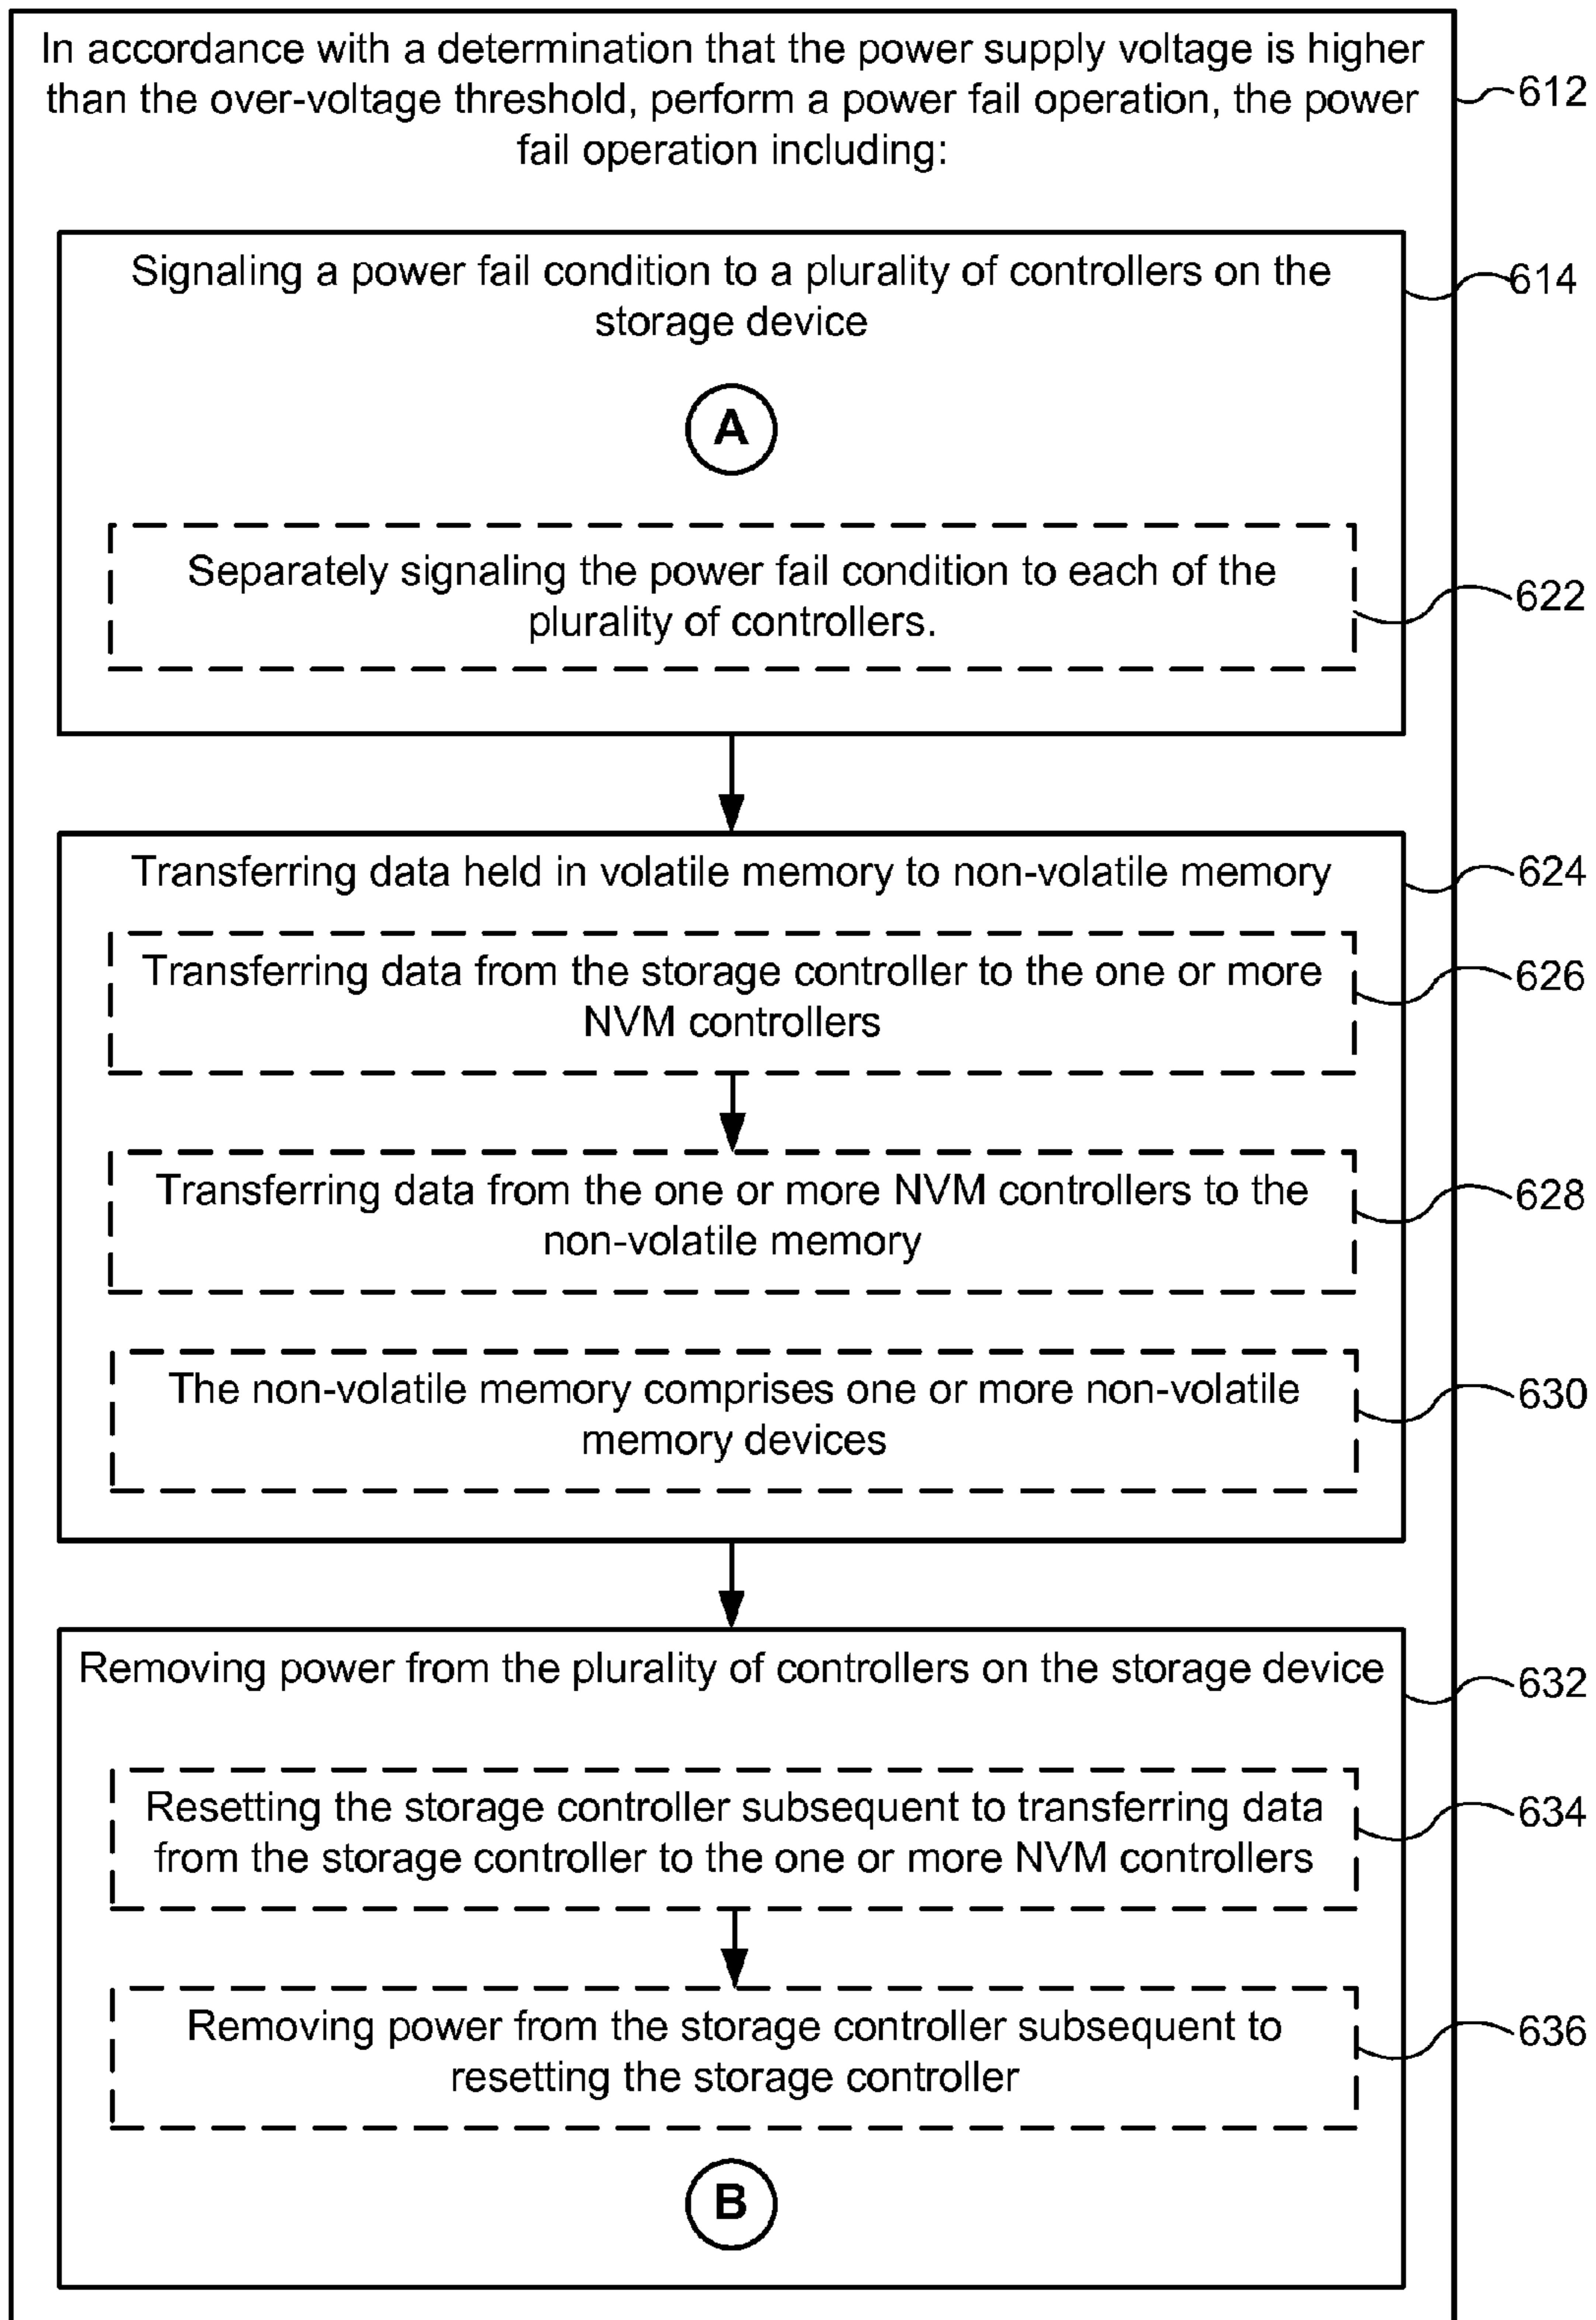 In accordance with a determination that the power supply voltage is higher
than the over-voltage threshold, perform a power fail operation, the power
fail operation including:
612
Signaling a power fail condition to a plurality of controllers on the
storage device
614
A
Separately signaling the power fail condition to each of the
plurality of controllers.
622
Transferring data held in volatile memory to non-volatile memory
624
Transferring data from the storage controller to the one or more
NVM controllers
626
Transferring data from the one or more NVM controllers to the
non-volatile memory
628
The non-volatile memory comprises one or more non-volatile
memory devices
630
Removing power from the plurality of controllers on the storage device
632
Resetting the storage controller subsequent to transferring data
from the storage controller to the one or more NVM controllers
634
Removing power from the storage controller subsequent to
resetting the storage controller
636
B